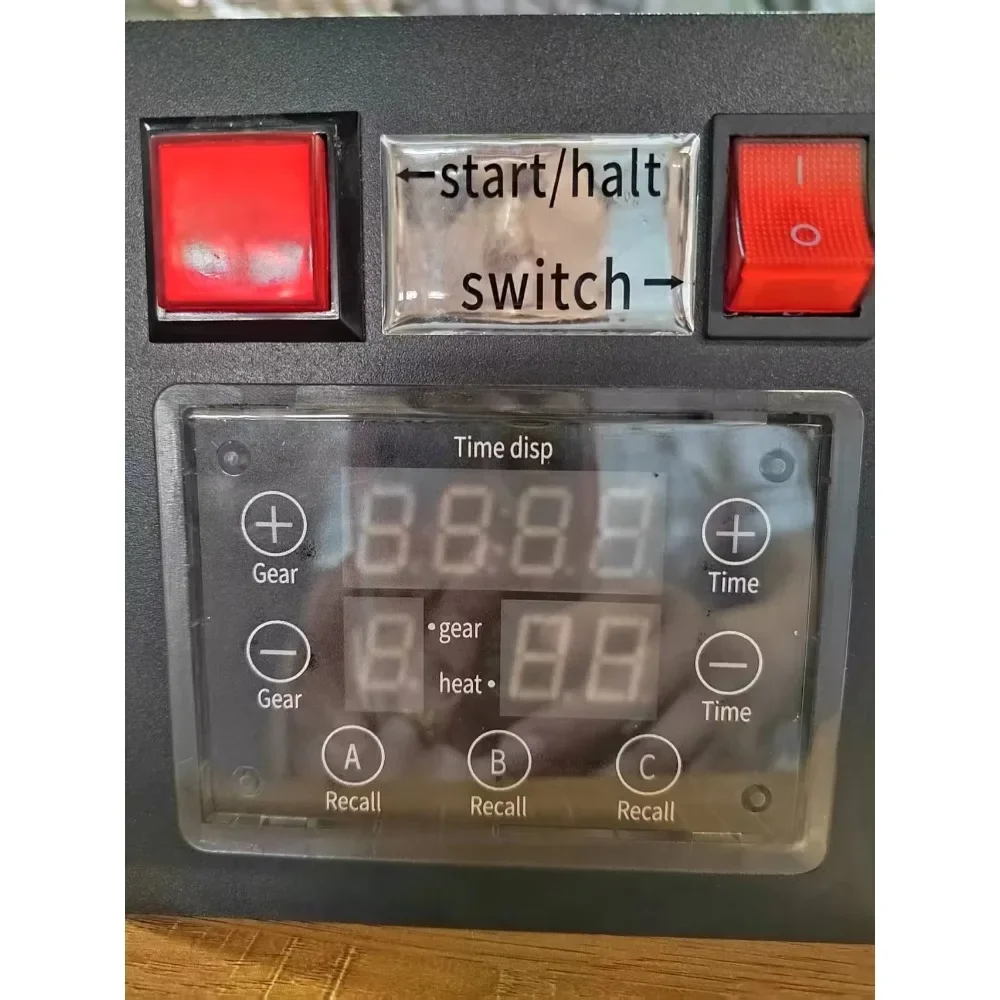 ←start/halt
switch→
| O
Time disp
+ Gear
+ Time
•gear
heat•
− Gear
− Time
A B C
Recall Recall Recall